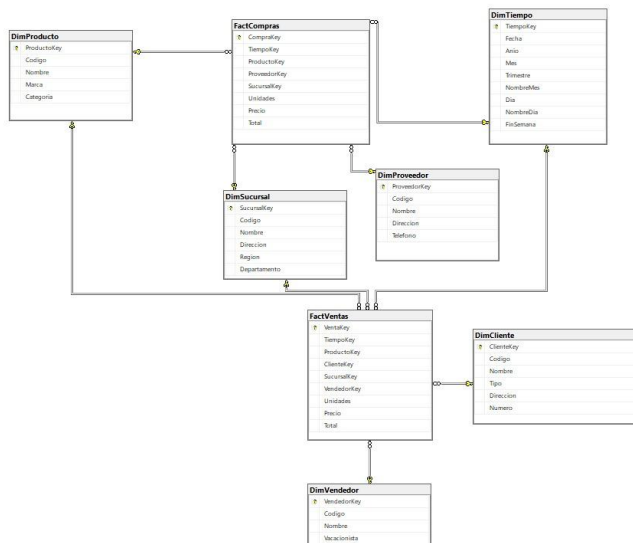 DimProducto
ProductoKey
Codigo
Nombre
Marca
Categoria
FactCompras
CompraKey
TiempoKey
ProductoKey
ProveedorKey
SucursalKey
Unidades
Precio
Total
DimTiempo
TiempoKey
Fecha
Anio
Mes
Trimestre
NombreMes
Dia
NombreDia
FinSemana
DimSucursal
SucursalKey
Codigo
Nombre
Direccion
Region
Departamento
DimProveedor
ProveedorKey
Codigo
Nombre
Direccion
Telefono
FactVentas
VentaKey
TiempoKey
ProductoKey
ClienteKey
SucursalKey
VendedorKey
Unidades
Precio
Total
DimCliente
ClienteKey
Codigo
Nombre
Tipo
Direccion
Numero
DimVendedor
VendedorKey
Codigo
Nombre
Vacacionista